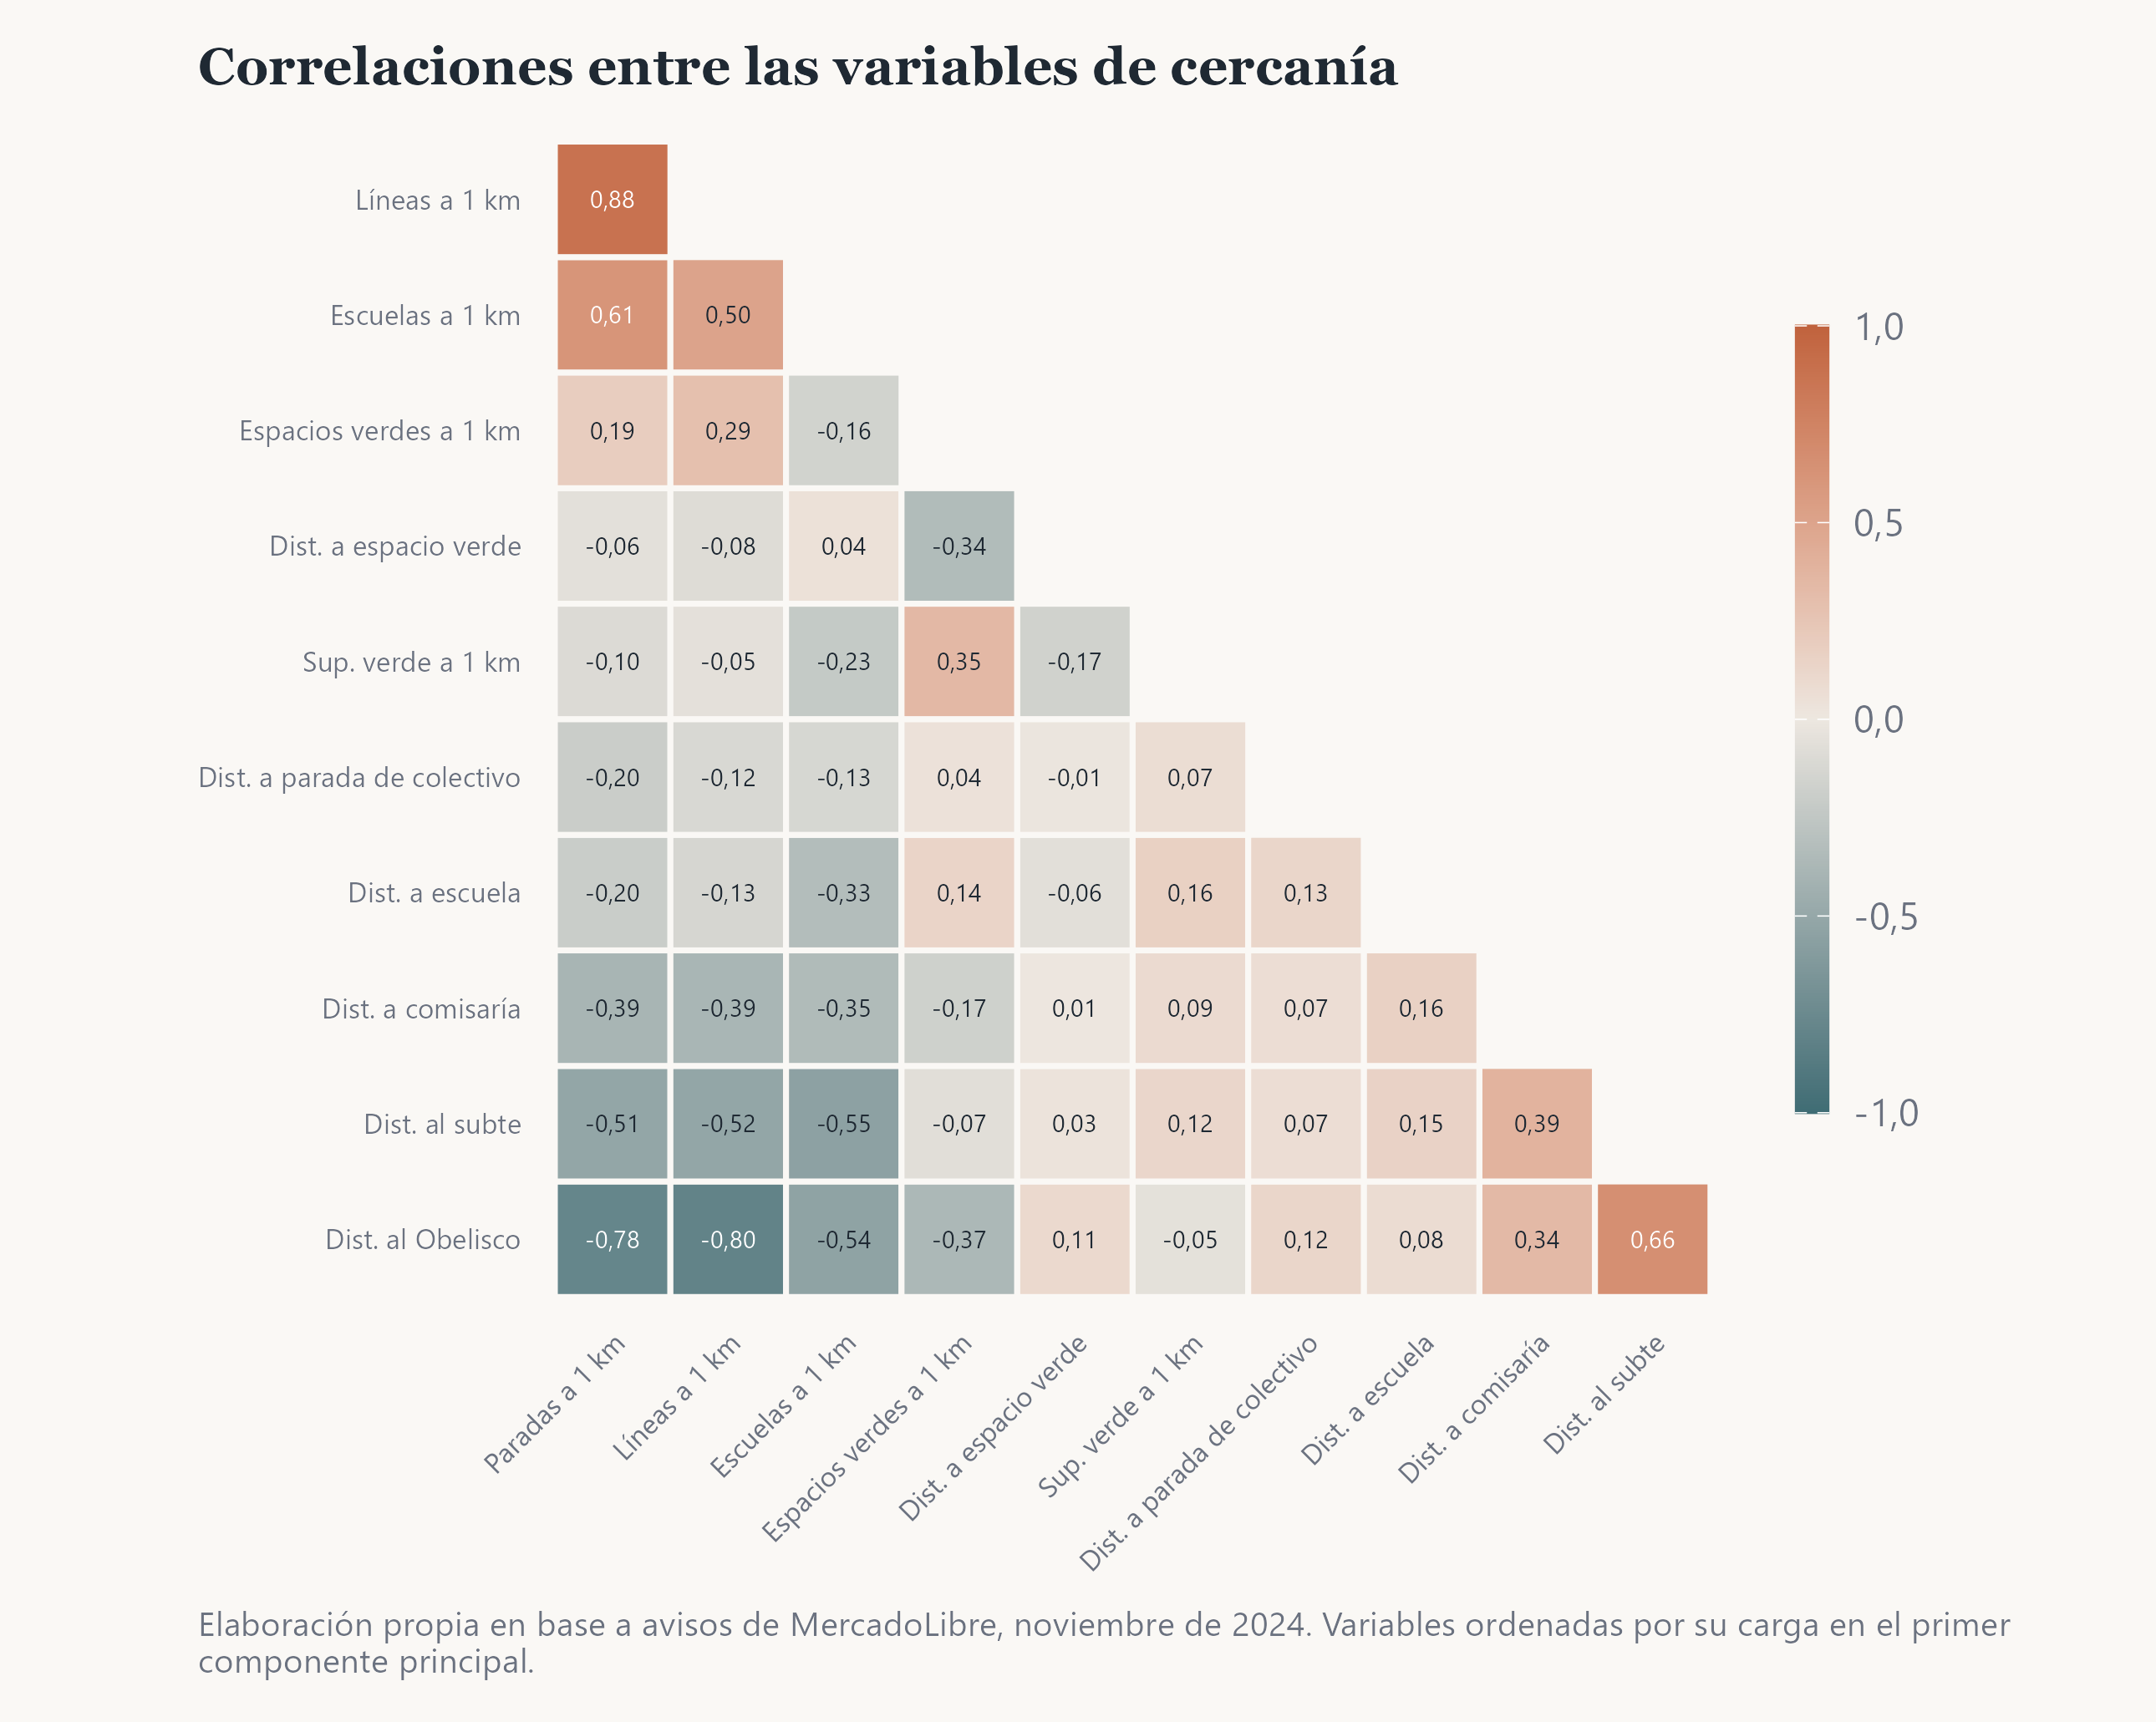 Correlaciones entre las variables de cercanía
Líneas a 1 km 0,88
Escuelas a 1 km 0,61 0,50
1,0
Espacios verdes a 1 km 0,19 0,29 -0,16
0,5
Dist. a espacio verde -0,06 -0,08 0,04 -0,34
Sup. verde a 1 km -0,10 -0,05 -0,23 0,35 -0,17
0,0
Dist. a parada de colectivo -0,20 -0,12 -0,13 0,04 -0,01 0,07
Dist. a escuela -0,20 -0,13 -0,33 0,14 -0,06 0,16 0,13
-0,5
Dist. a comisaría -0,39 -0,39 -0,35 -0,17 0,01 0,09 0,07 0,16
-1,0
Dist. al subte -0,51 -0,52 -0,55 -0,07 0,03 0,12 0,07 0,15 0,39
Dist. al Obelisco -0,78 -0,80 -0,54 -0,37 0,11 -0,05 0,12 0,08 0,34 0,66
Paradas a 1 km
Líneas a 1 km
Escuelas a 1 km
Espacios verdes a 1 km
Dist. a espacio verde
Sup. verde a 1 km
Dist. a parada de colectivo
Dist. a escuela
Dist. a comisaría
Dist. al subte
Elaboración propia en base a avisos de MercadoLibre, noviembre de 2024. Variables ordenadas por su carga en el primer
componente principal.